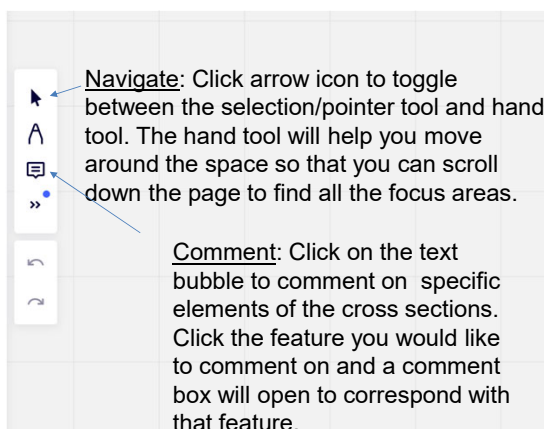 Navigate: Click arrow icon to toggle
between the selection/pointer tool and hand
tool. The hand tool will help you move
around the space so that you can scroll
down the page to find all the focus areas.
Comment: Click on the text
bubble to comment on  specific
elements of the cross sections.
Click the feature you would like
to comment on and a comment
box will open to correspond with
that feature.